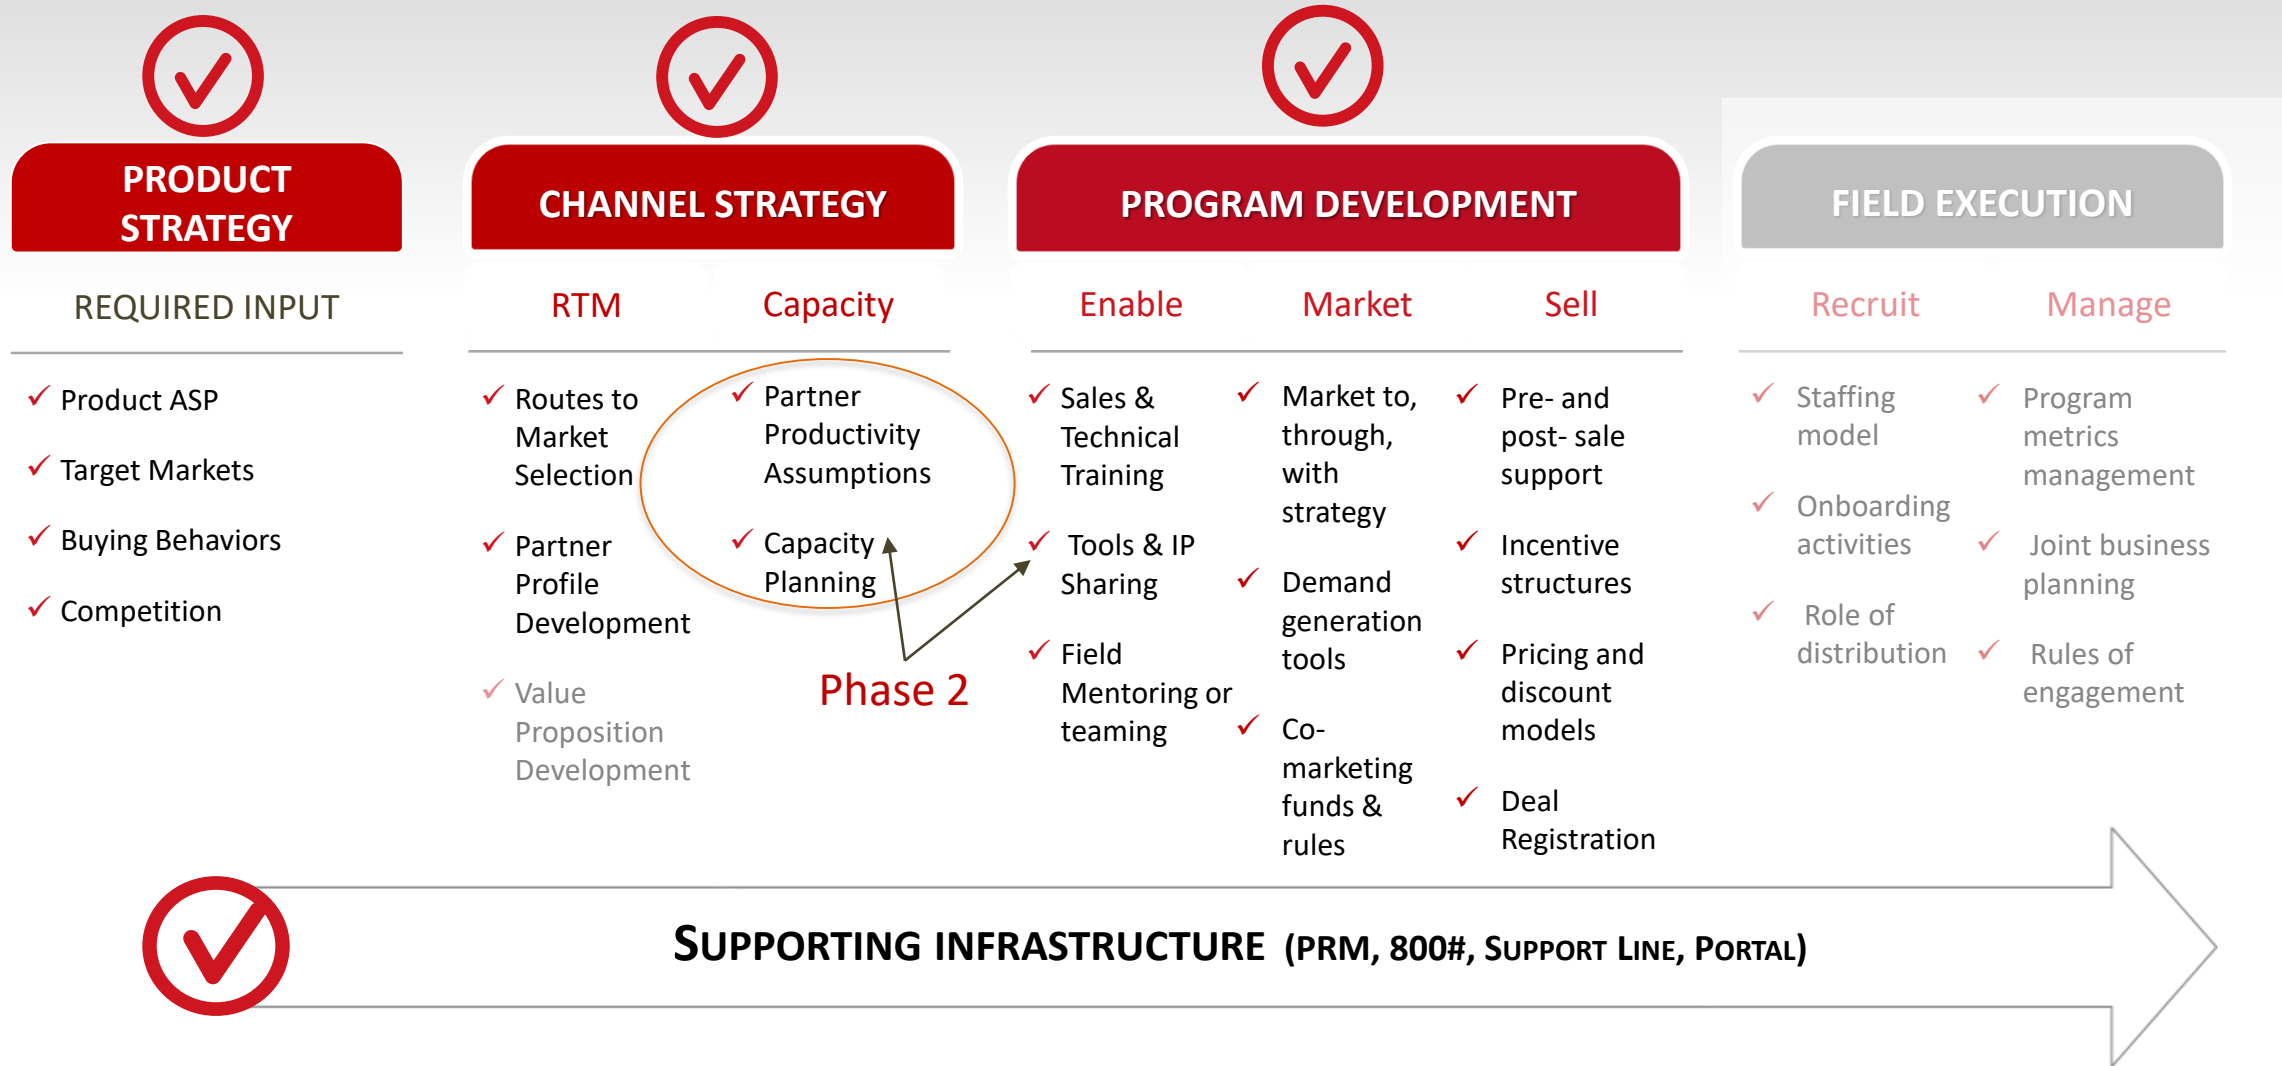 PRODUCT
STRATEGY
CHANNEL STRATEGY
PROGRAM DEVELOPMENT
FIELD EXECUTION
REQUIRED INPUT
RTM
Capacity
Enable
Market
Sell
Recruit
Manage
Product ASP
Target Markets
Buying Behaviors
Competition
Routes to
Market
Selection
Partner
Profile
Development
Value
Proposition
Development
Partner
Productivity
Assumptions
Capacity
Planning
Phase 2
Sales &
Technical
Training
Tools & IP
Sharing
Field
Mentoring or
teaming
Market to,
through,
with
strategy
Demand
generation
tools
Co-
marketing
funds &
rules
Pre- and
post- sale
support
Incentive
structures
Pricing and
discount
models
Deal
Registration
Staffing
model
Onboarding
activities
Role of
distribution
Program
metrics
management
Joint business
planning
Rules of
engagement
SUPPORTING INFRASTRUCTURE (PRM, 800#, SUPPORT LINE, PORTAL)